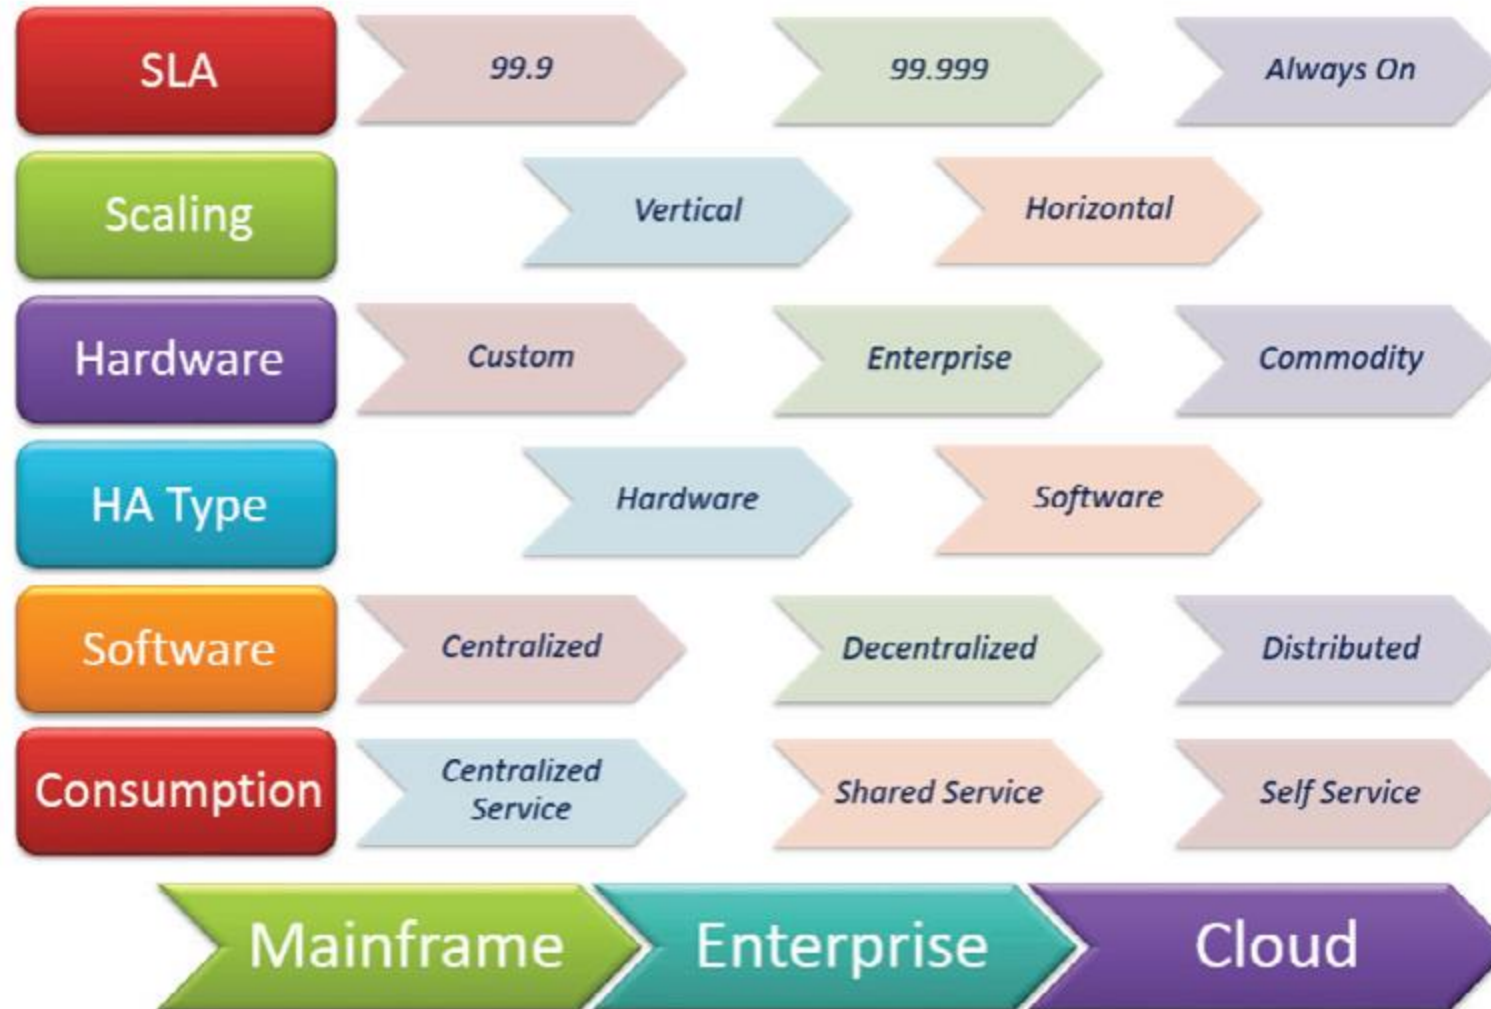 SLA
99.9
99.999
Always On
Scaling
Vertical
Horizontal
Hardware
Custom
Enterprise
Commodity
HA Type
Hardware
Software
Software
Centralized
Decentralized
Distributed
Consumption
Centralized
Service
Shared Service
Self Service
Mainframe
Enterprise
Cloud